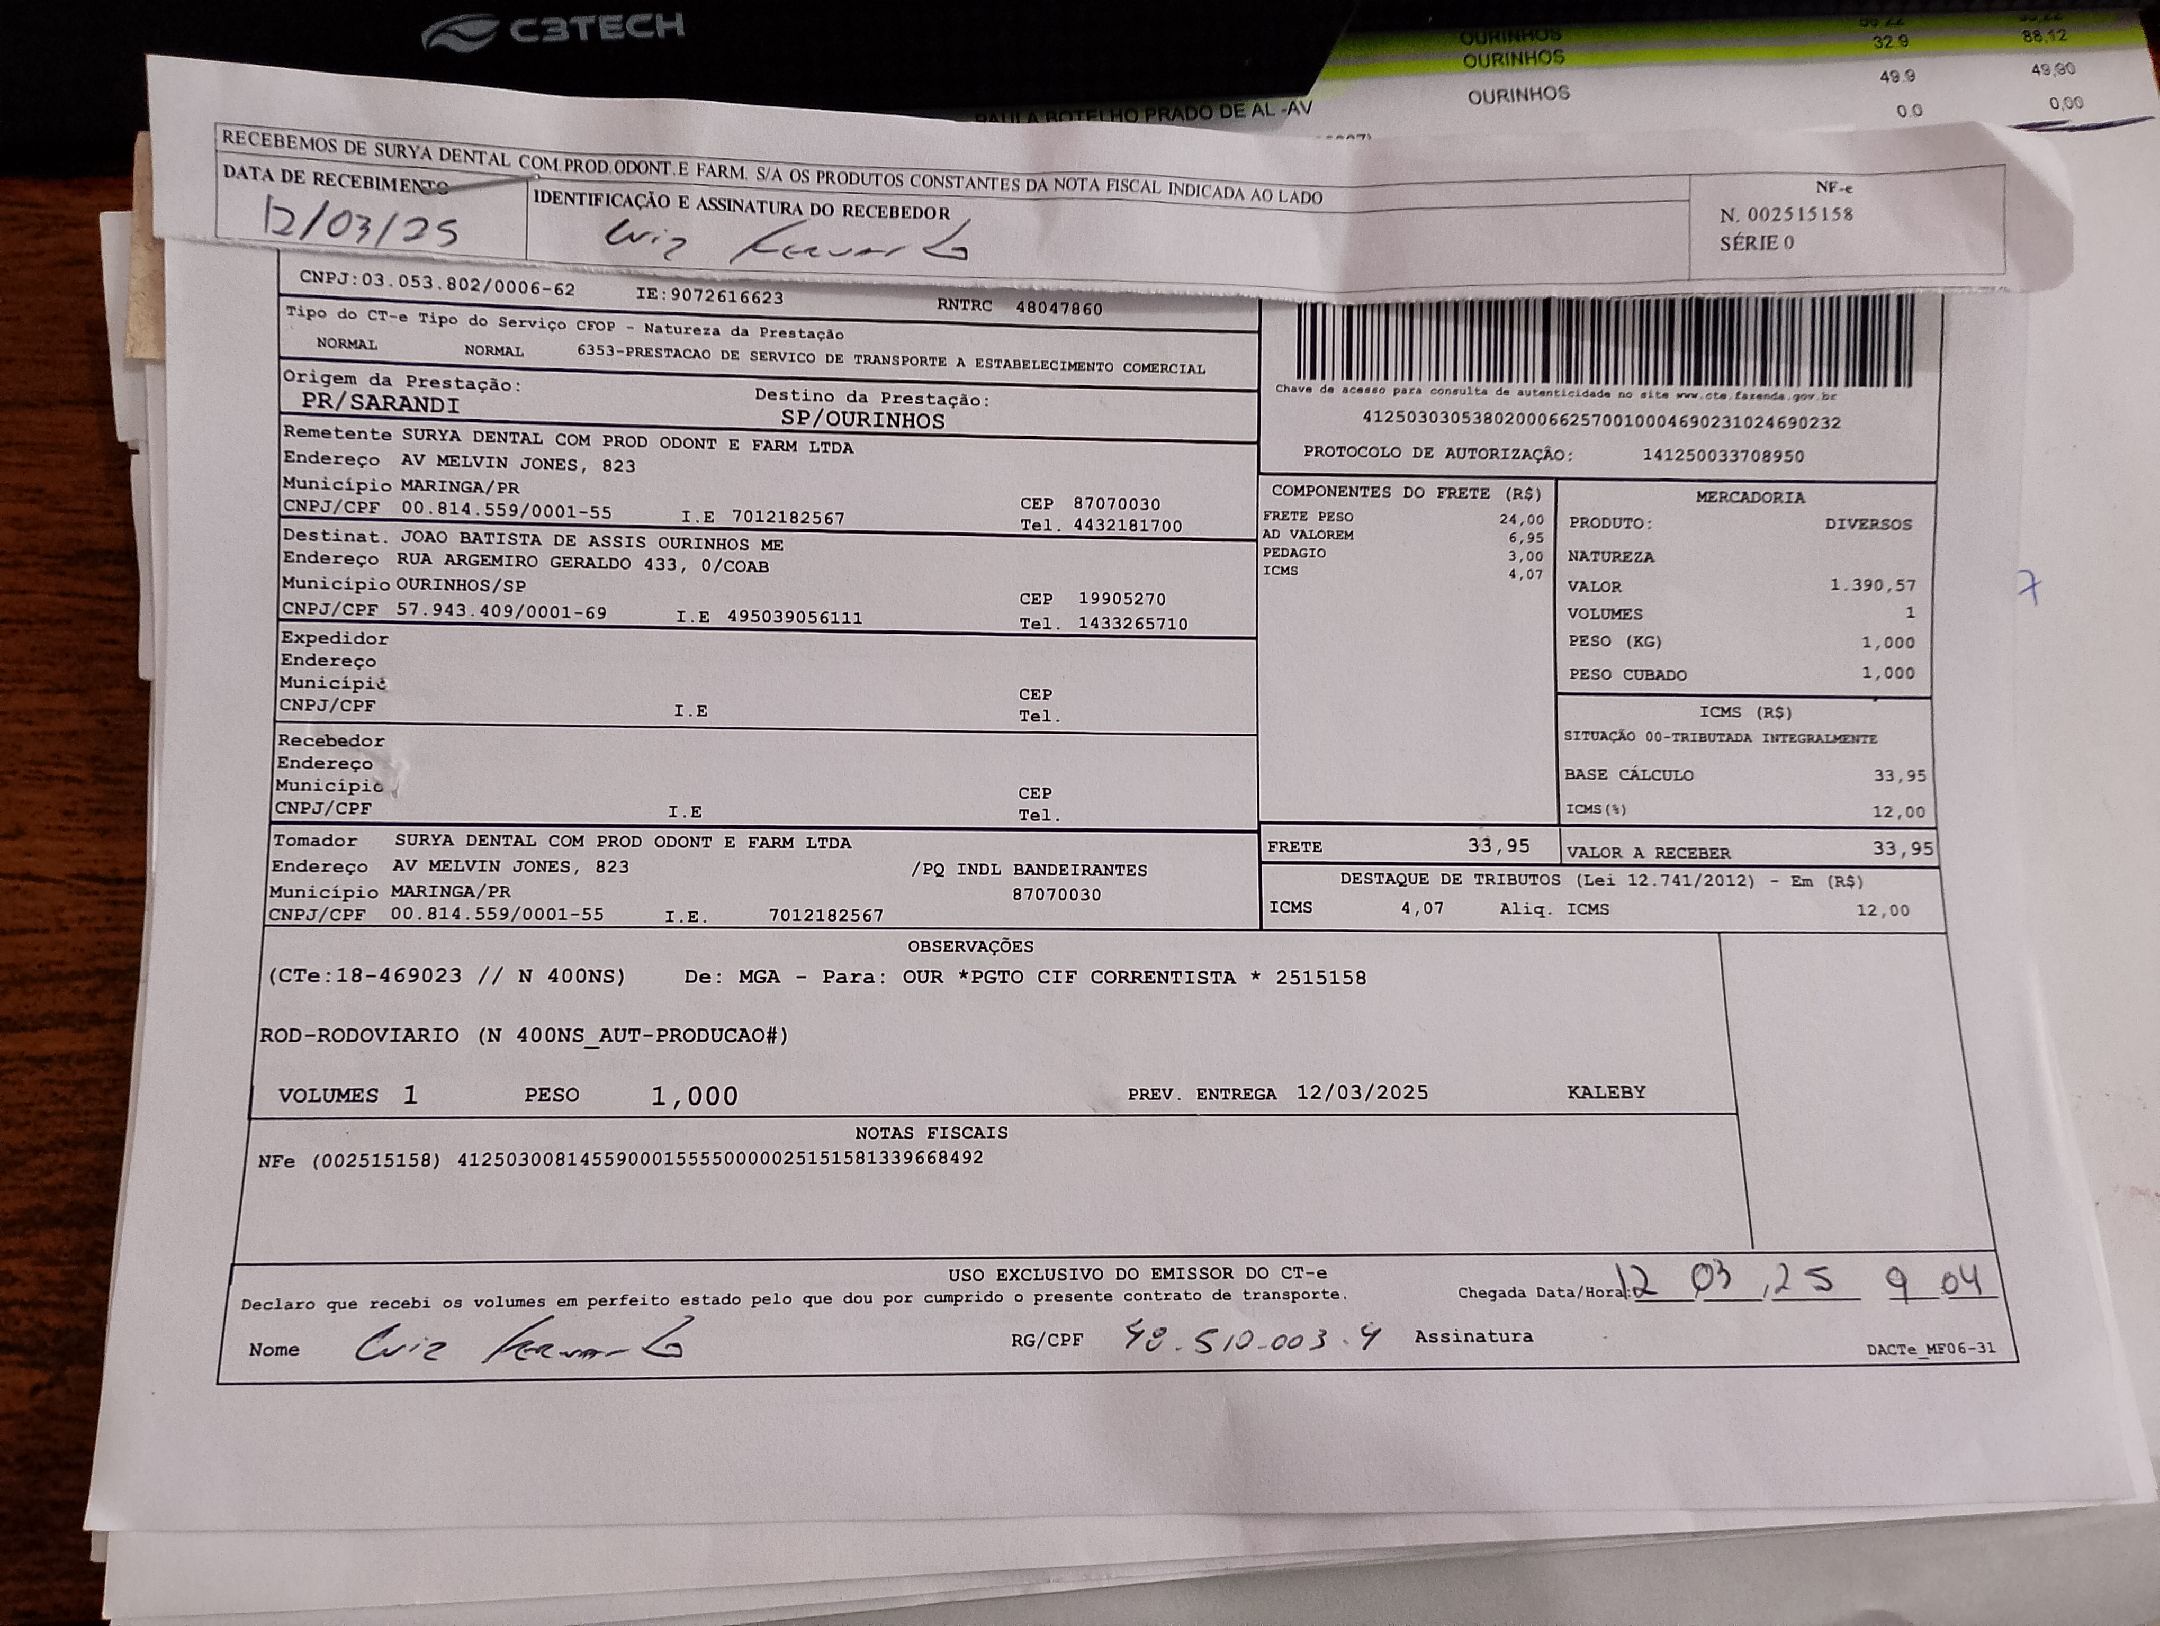 C3TECH
OURINHOS
OURINHOS 32.9 88,12
49.9 49,90
OURINHOS 0.0 0,00
PAULA BOTELHO PRADO DE AL -AV
RECEBEMOS DE SURYA DENTAL COM.PROD.ODONT.E FARM. S/A OS PRODUTOS CONSTANTES DA NOTA FISCAL INDICADA AO LADO
DATA DE RECEBIMENTO
12/03/25
IDENTIFICAÇÃO E ASSINATURA DO RECEBEDOR
Luiz Fernando
NF-e
N. 002515158
SÉRIE 0
CNPJ:03.053.802/0006-62 IE:9072616623 RNTRC 48047860
Tipo do CT-e Tipo do Serviço CFOP - Natureza da Prestação
NORMAL NORMAL 6353-PRESTACAO DE SERVICO DE TRANSPORTE A ESTABELECIMENTO COMERCIAL
Origem da Prestação: Destino da Prestação:
PR/SARANDI SP/OURINHOS
Chave de acesso para consulta de autenticidade no site www.cte.fazenda.gov.br
41250303053802000662570010004690231024690232
PROTOCOLO DE AUTORIZAÇÃO: 141250033708950
Remetente SURYA DENTAL COM PROD ODONT E FARM LTDA
Endereço AV MELVIN JONES, 823
Município MARINGA/PR CEP 87070030
CNPJ/CPF 00.814.559/0001-55 I.E 7012182567 Tel. 4432181700
Destinat. JOAO BATISTA DE ASSIS OURINHOS ME
Endereço RUA ARGEMIRO GERALDO 433, 0/COAB
Município OURINHOS/SP CEP 19905270
CNPJ/CPF 57.943.409/0001-69 I.E 495039056111 Tel. 1433265710
Expedidor
Endereço
Município CEP
CNPJ/CPF I.E Tel.
Recebedor
Endereço
Município CEP
CNPJ/CPF I.E Tel.
Tomador SURYA DENTAL COM PROD ODONT E FARM LTDA
Endereço AV MELVIN JONES, 823 /PQ INDL BANDEIRANTES
Município MARINGA/PR 87070030
CNPJ/CPF 00.814.559/0001-55 I.E. 7012182567
COMPONENTES DO FRETE (R$)
FRETE PESO 24,00
AD VALOREM 6,95
PEDAGIO 3,00
ICMS 4,07
MERCADORIA
PRODUTO: DIVERSOS
NATUREZA
VALOR 1.390,57
VOLUMES 1
PESO (KG) 1,000
PESO CUBADO 1,000
ICMS (R$)
SITUAÇÃO 00-TRIBUTADA INTEGRALMENTE
BASE CÁLCULO 33,95
ICMS(%) 12,00
FRETE 33,95 VALOR A RECEBER 33,95
DESTAQUE DE TRIBUTOS (Lei 12.741/2012) - Em (R$)
ICMS 4,07 Aliq. ICMS 12,00
OBSERVAÇÕES
(CTe:18-469023 // N 400NS) De: MGA - Para: OUR *PGTO CIF CORRENTISTA * 2515158
ROD-RODOVIARIO (N 400NS_AUT-PRODUCAO#)
VOLUMES 1 PESO 1,000 PREV. ENTREGA 12/03/2025 KALEBY
NOTAS FISCAIS
NFe (002515158) 41250300814559000155550000025151581339668492
USO EXCLUSIVO DO EMISSOR DO CT-e
Declaro que recebi os volumes em perfeito estado pelo que dou por cumprido o presente contrato de transporte. Chegada Data/Hora: 12 03 ,25 9 04
Nome Luiz Fernando RG/CPF 48.510.003.4 Assinatura
DACTe_MF06-31